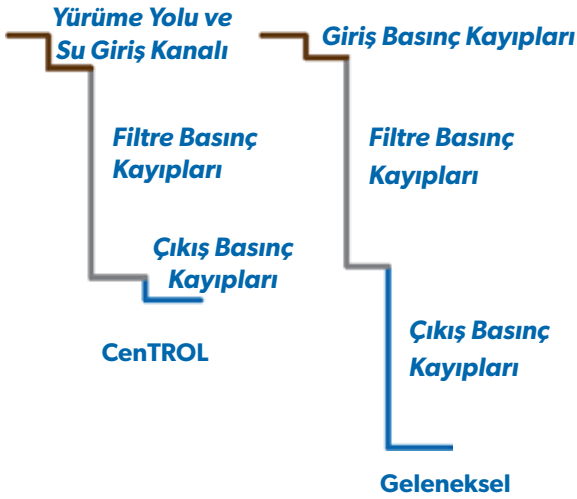 Yürüme Yolu ve
Su Giriş Kanalı
Filtre Basınç
Kayıpları
Çıkış Basınç
Kayıpları
CenTROL
Giriş Basınç Kayıpları
Filtre Basınç
Kayıpları
Çıkış Basınç
Kayıpları
Geleneksel